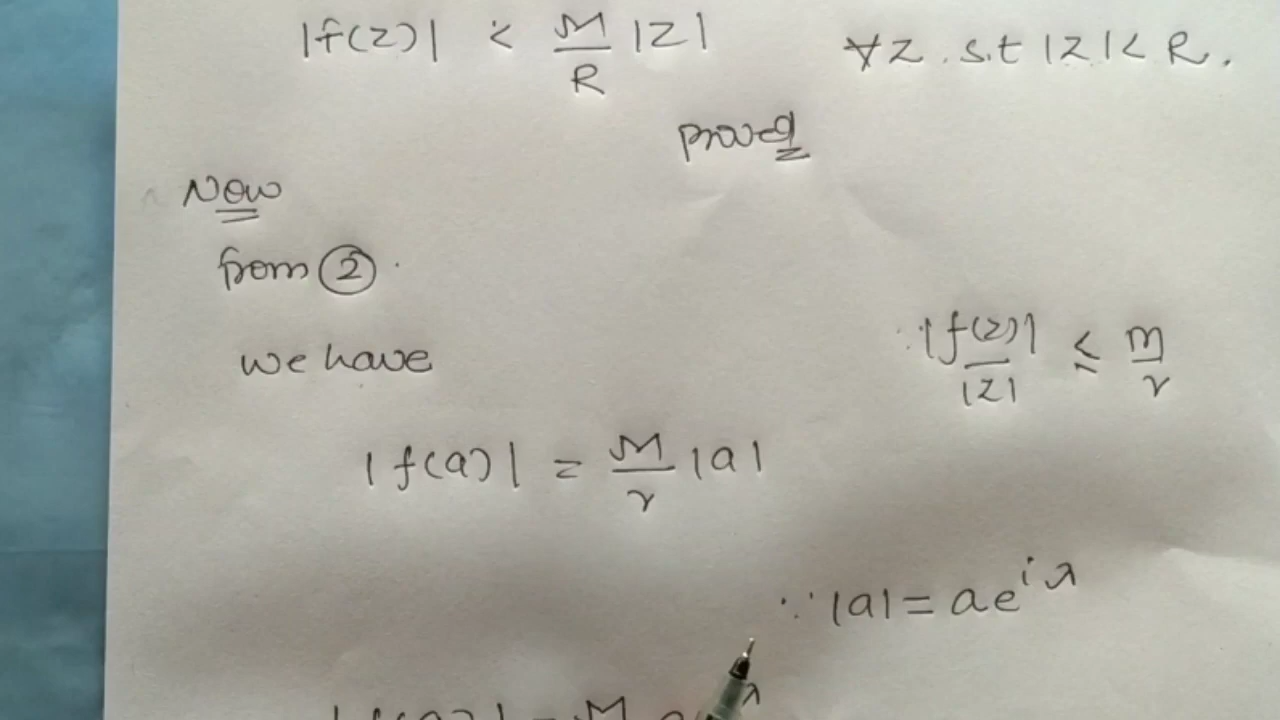 |f(z)| < M/R |z| ∀z. s.t |z| < R.
proved
Now
from ②.
we have
∵ |f(z)|/|z| ≤ m/r
|f(a)| = M/r |a|
∵ |a| = ae^{iλ}